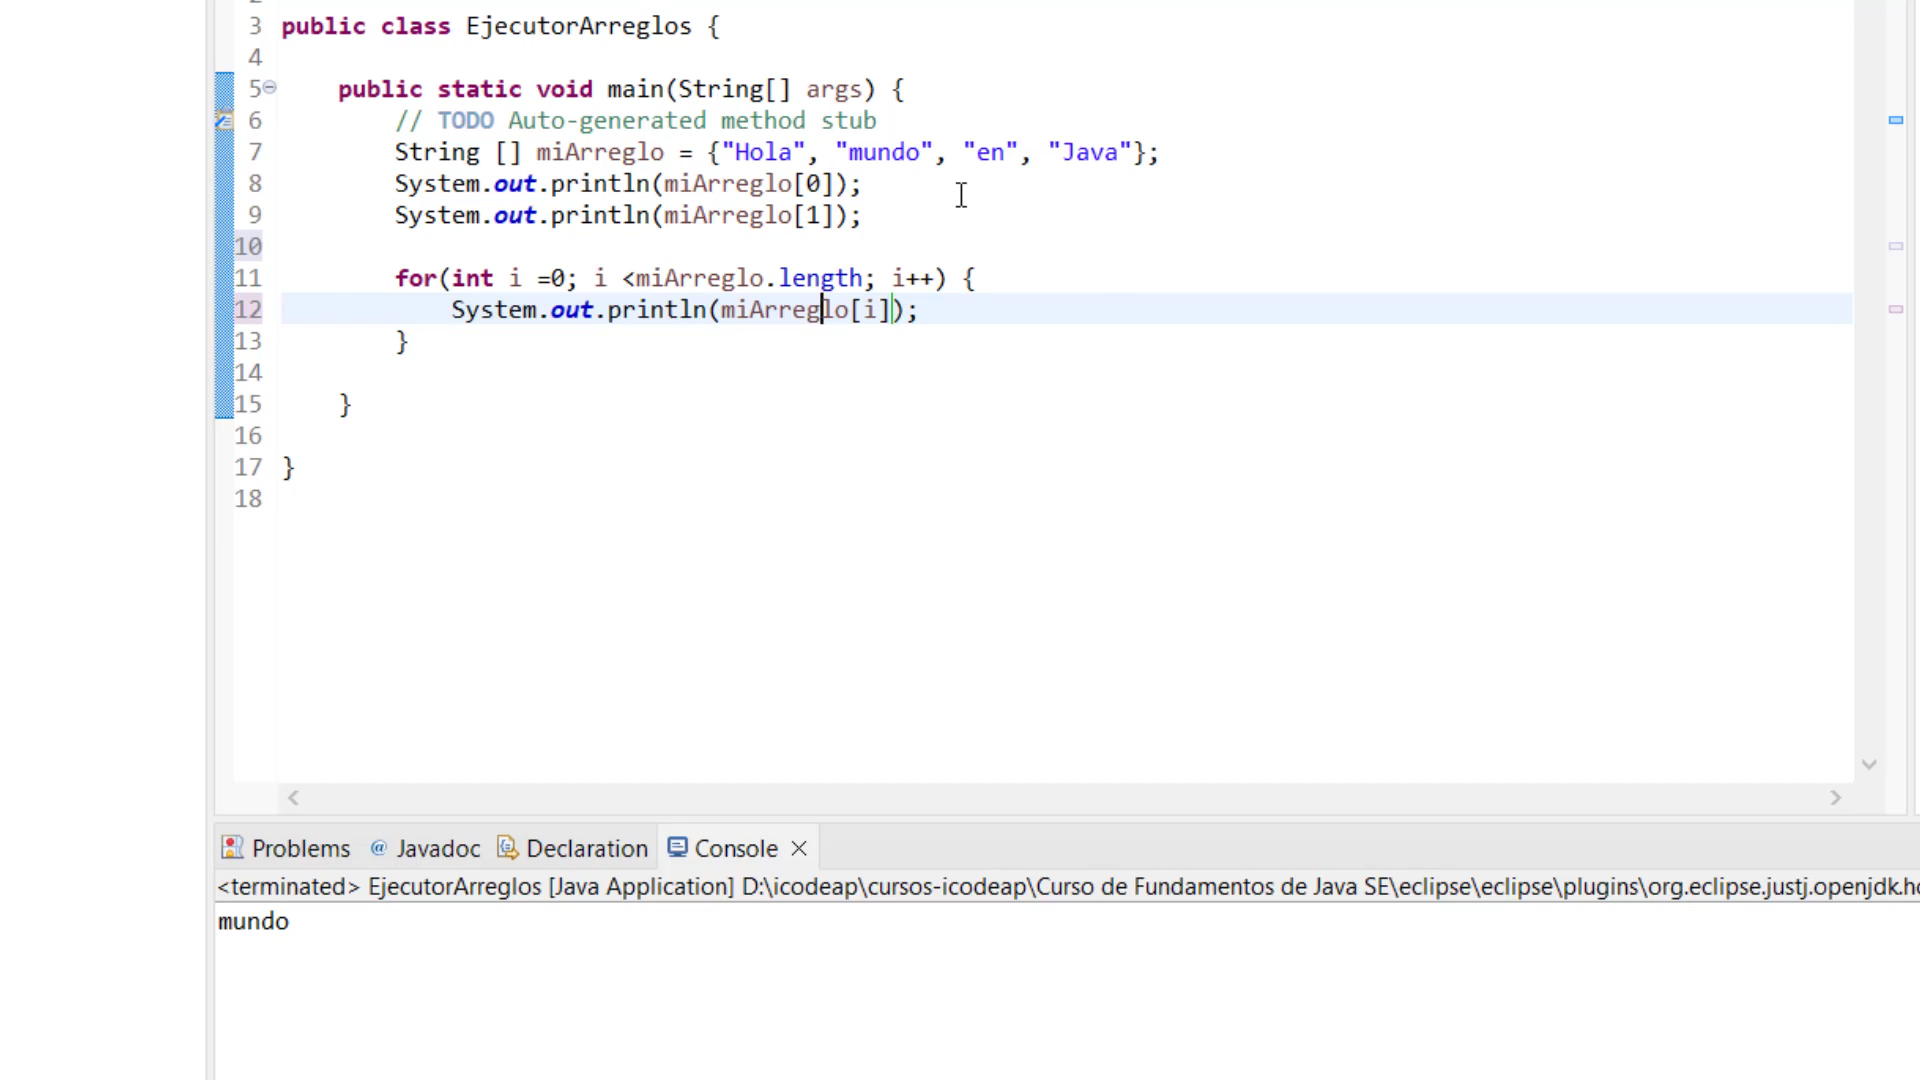 3 public class EjecutorArreglos {
4
5 public static void main(String[] args) {
6 // TODO Auto-generated method stub
7 String [] miArreglo = {"Hola", "mundo", "en", "Java"};
8 System.out.println(miArreglo[0]);
9 System.out.println(miArreglo[1]);
10
11 for(int i =0; i <miArreglo.length; i++) {
12 System.out.println(miArreglo[i]);
13 }
14
15 }
16
17 }
18
Problems @ Javadoc Declaration Console
<terminated> EjecutorArreglos [Java Application] D:\icodeap\cursos-icodeap\Curso de Fundamentos de Java SE\eclipse\eclipse\plugins\org.eclipse.justj.openjdk.ho
mundo